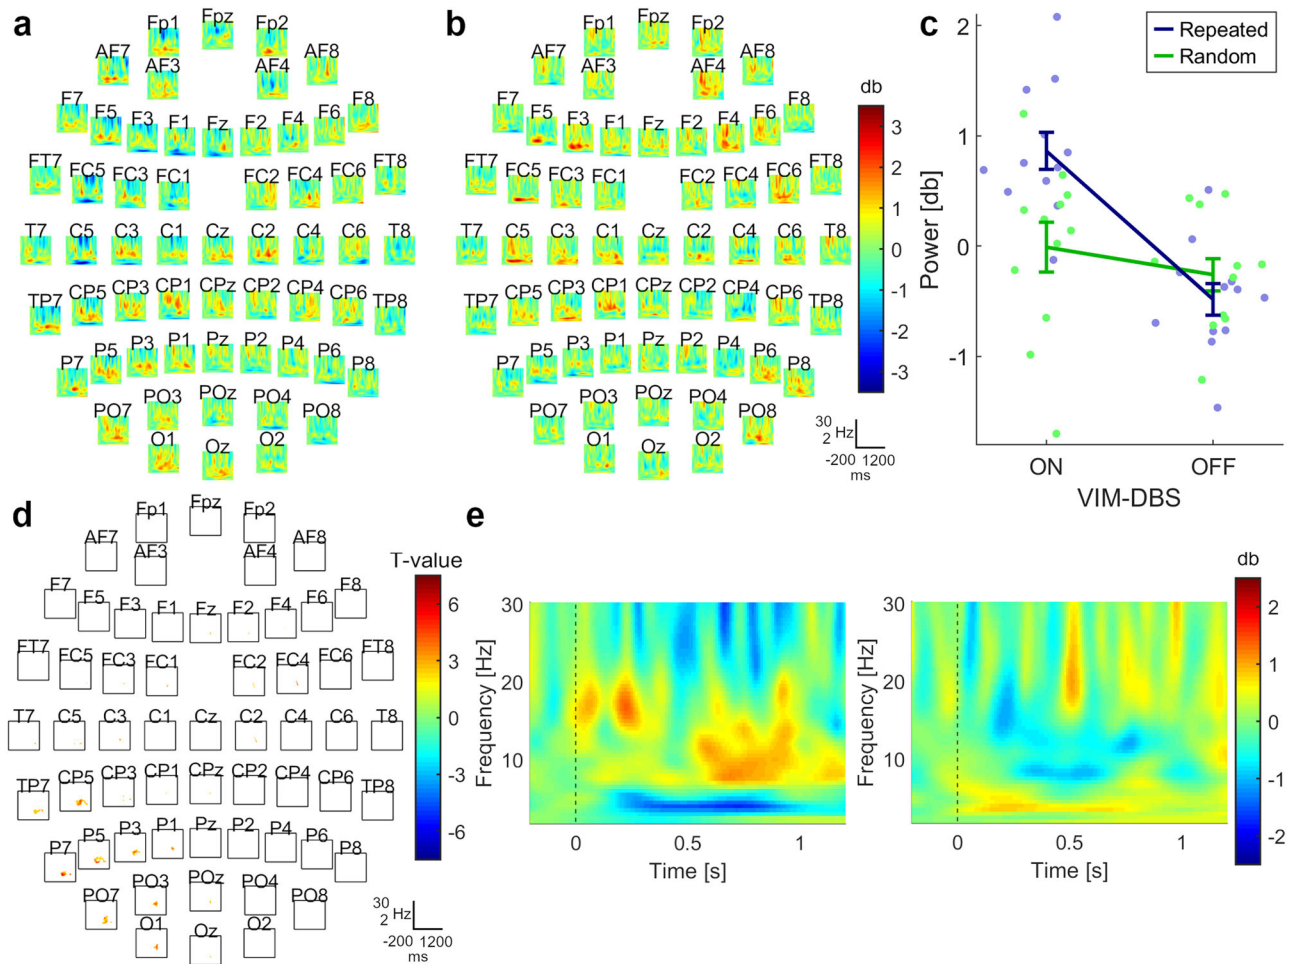 a
Fp1 Fpz Fp2
AF7 AF8
AF3 AF4
F7 F8
F5 F3 F1 Fz F2 F4 F6
FT7 FT8
FC5 FC3 FC1 FC2 FC4 FC6
T7 C5 C3 C1 Cz C2 C4 C6 T8
TP7 CP5 CP3 CP1 CPz CP2 CP4 CP6 TP8
P7 P5 P3 P1 Pz P2 P4 P6 P8
PO7 PO3 POz PO4 PO8
O1 Oz O2
b
Fp1 Fpz Fp2
AF7 AF8
AF3 AF4
F7 F8
F5 F3 F1 Fz F2 F4 F6
FT7 FT8
FC5 FC3 FC1 FC2 FC4 FC6
T7 C5 C3 C1 Cz C2 C4 C6 T8
TP7 CP5 CP3 CP1 CPz CP2 CP4 CP6 TP8
P7 P5 P3 P1 Pz P2 P4 P6 P8
PO7 PO3 POz PO4 PO8
O1 Oz O2
db
3
2
1
0
-1
-2
-3
30
2 Hz
-200 1200
ms
c
Repeated
Random
2
1
0
-1
Power [db]
ON OFF
VIM-DBS
d
Fp1 Fpz Fp2
AF7 AF8
AF3 AF4
F7 F8
F5 F3 F1 Fz F2 F4 F6
FT7 FT8
FC5 FC3 FC1 FC2 FC4 FC6
T7 C5 C3 C1 Cz C2 C4 C6 T8
TP7 CP5 CP3 CP1 CPz CP2 CP4 CP6 TP8
P7 P5 P3 P1 Pz P2 P4 P6 P8
PO7 PO3 POz PO4 PO8
O1 Oz O2
T-value
6
3
0
-3
-6
30
2 Hz
-200 1200
ms
e
30
20
10
Frequency [Hz]
0 0.5 1
Time [s]
30
20
10
Frequency [Hz]
0 0.5 1
Time [s]
db
2
1
0
-1
-2